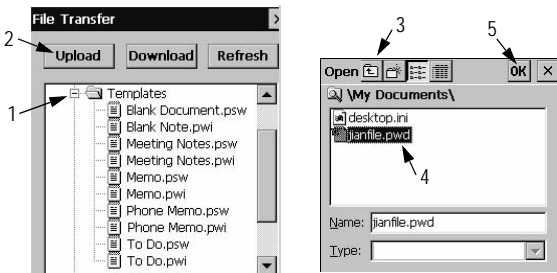 File Transfer
2
Upload Download Refresh
1
Templates
Blank Document.psw
Blank Note.pwi
Meeting Notes.psw
Meeting Notes.pwi
Memo.psw
Memo.pwi
Phone Memo.psw
Phone Memo.pwi
To Do.psw
To Do.pwi
3
5
Open OK ×
\My Documents\
desktop.ini
jianfile.pwd
4
Name: jianfile.pwd
Type: